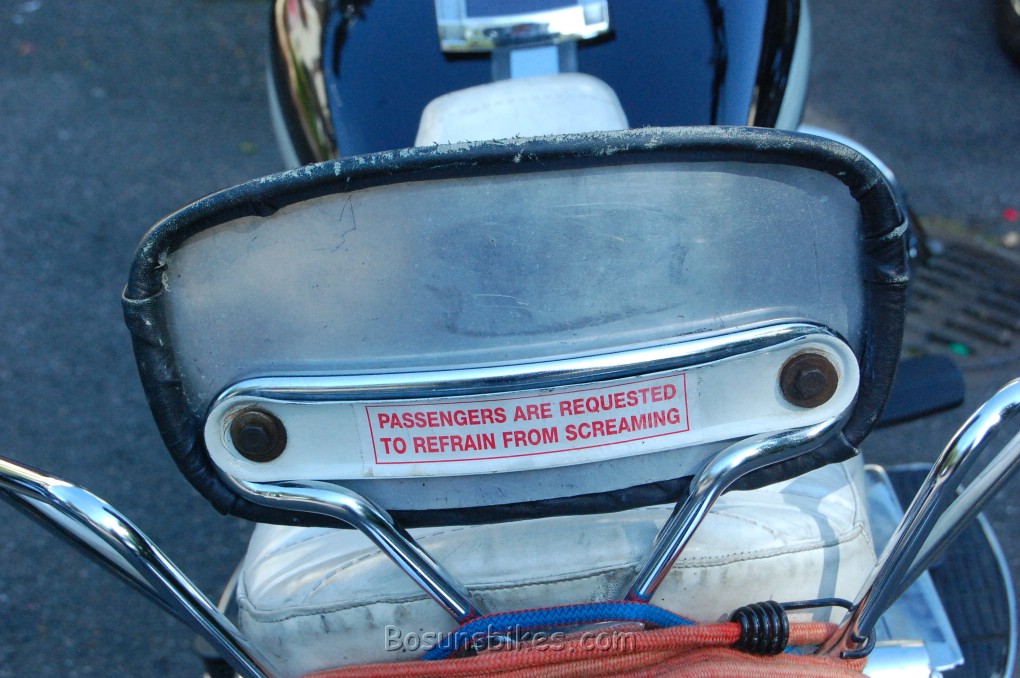 PASSENGERS ARE REQUESTED
TO REFRAIN FROM SCREAMING
Bosunsbikes.com